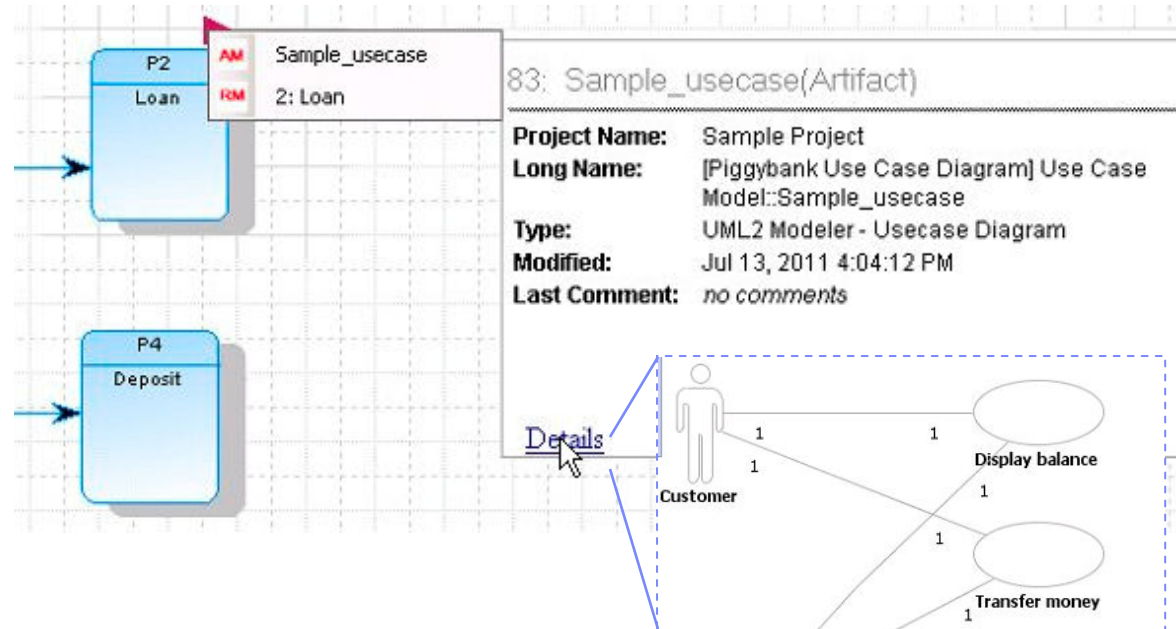 P2
Loan
AM Sample_usecase
RM 2: Loan
83: Sample_usecase(Artifact)
Project Name: Sample Project
Long Name: [Piggybank Use Case Diagram] Use Case
Model::Sample_usecase
Type: UML2 Modeler - Usecase Diagram
Modified: Jul 13, 2011 4:04:12 PM
Last Comment: no comments
P4
Deposit
Details
Customer
1
1
Display balance
1
1
1
Transfer money
1